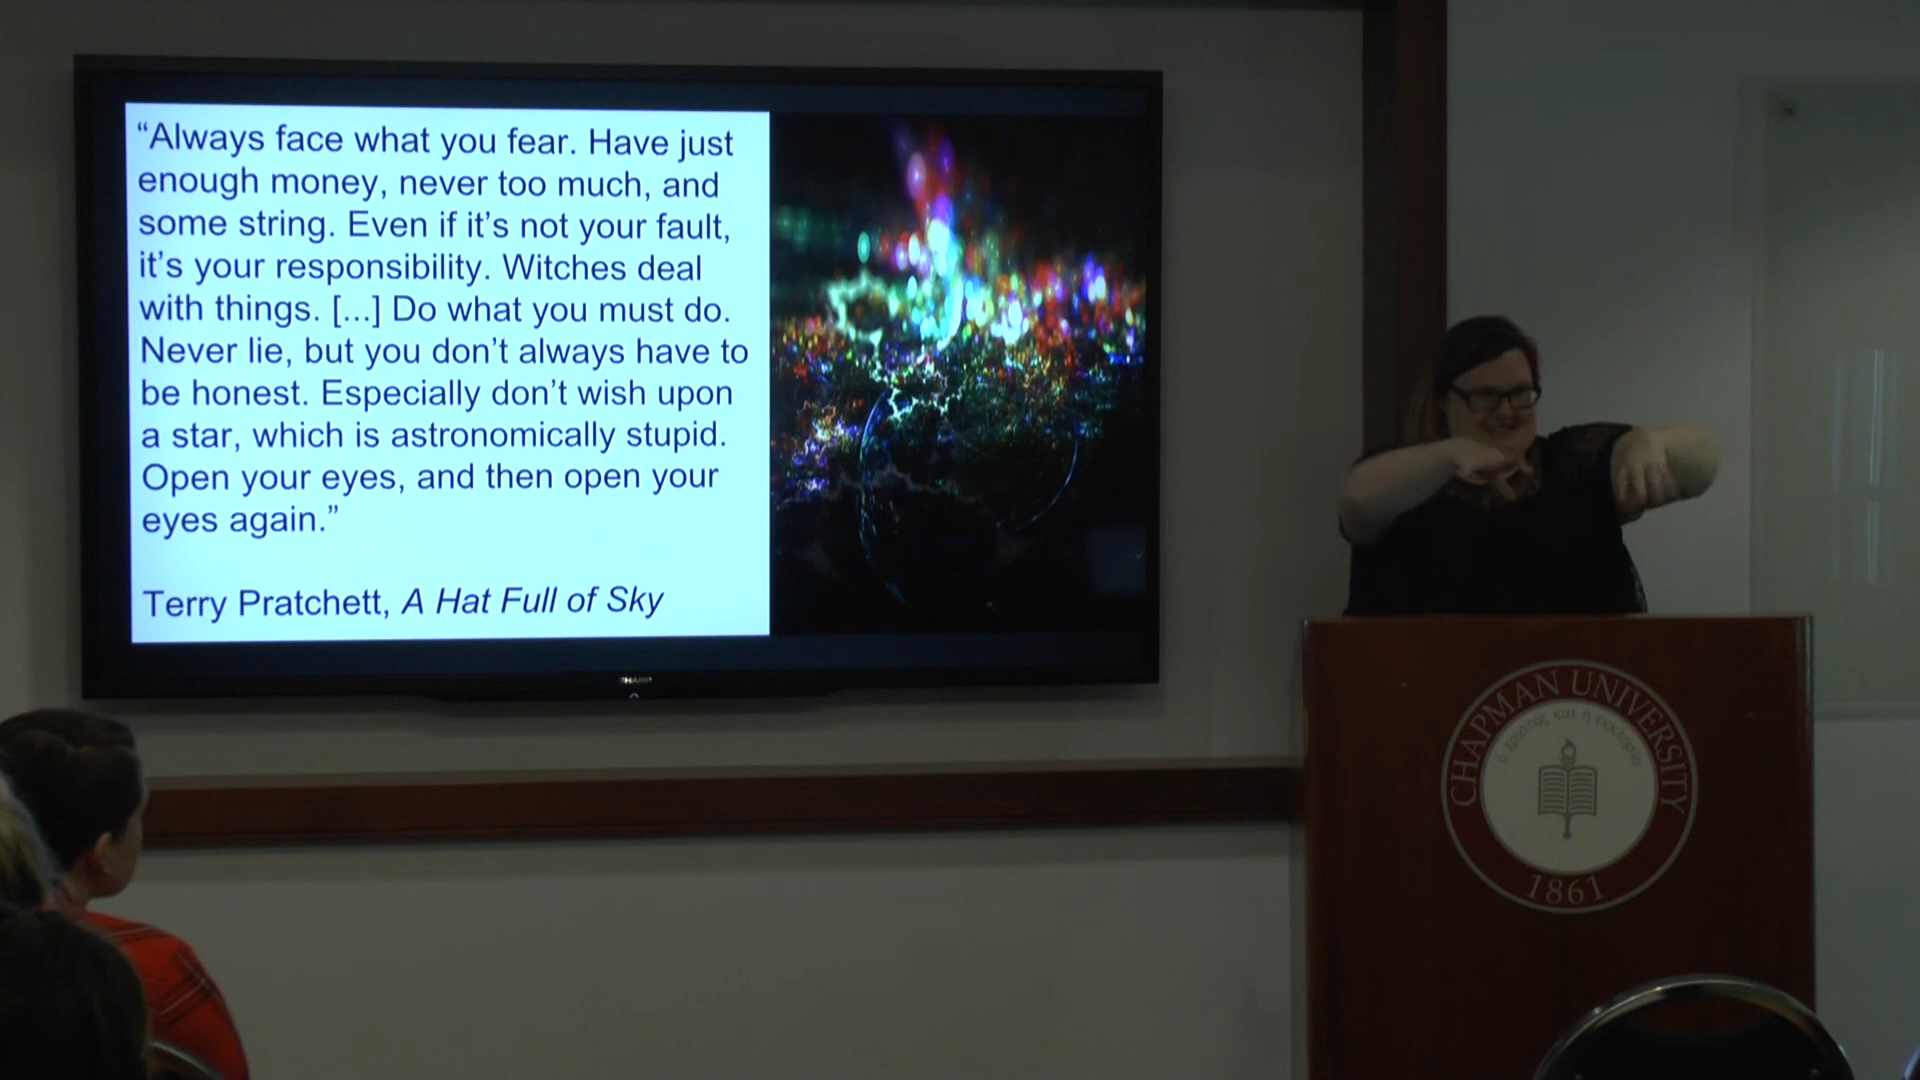 “Always face what you fear. Have just
enough money, never too much, and
some string. Even if it’s not your fault,
it’s your responsibility. Witches deal
with things. [...] Do what you must do.
Never lie, but you don’t always have to
be honest. Especially don’t wish upon
a star, which is astronomically stupid.
Open your eyes, and then open your
eyes again.”
Terry Pratchett, A Hat Full of Sky
SHARP
CHAPMAN UNIVERSITY
ὁ Χριστὸς καὶ ἡ ἐκκλησία
1861